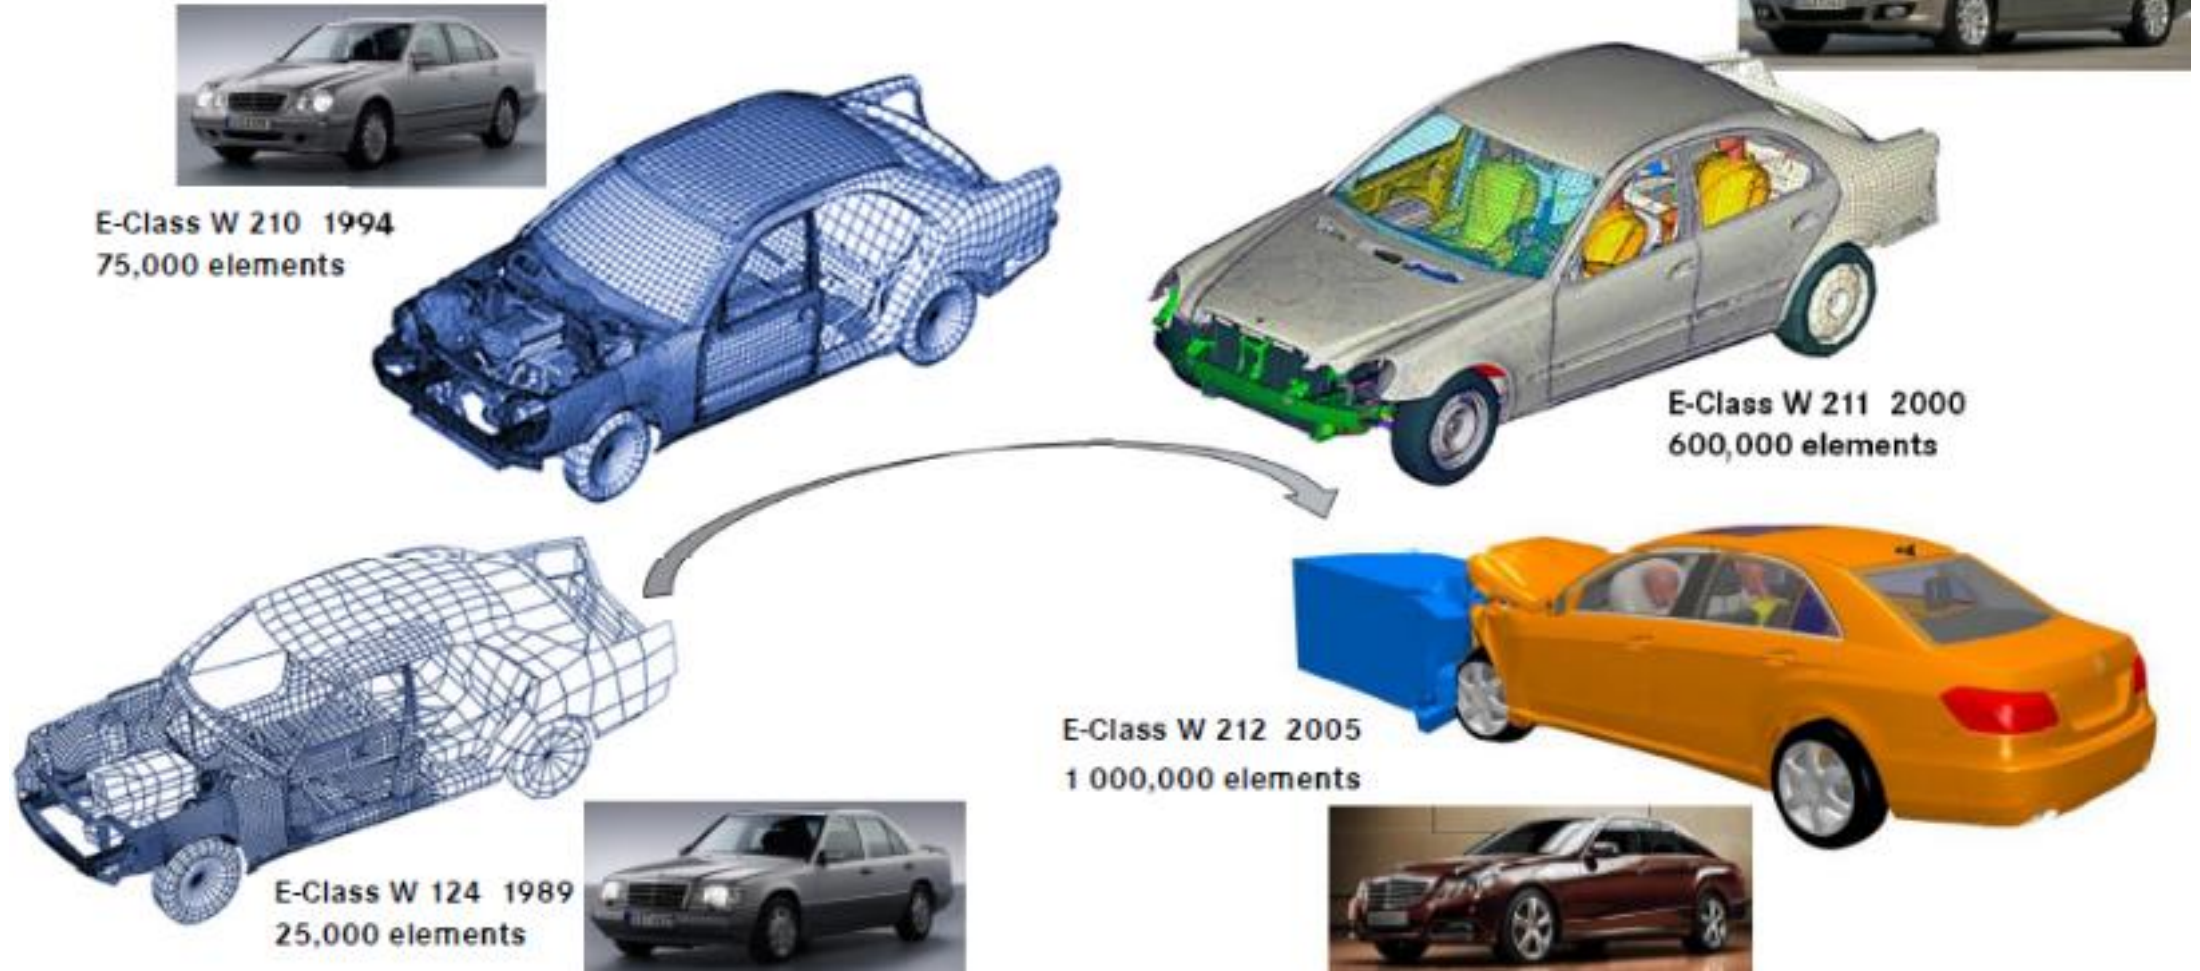 E-Class W 210 1994
75,000 elements
E-Class W 211 2000
600,000 elements
E-Class W 212 2005
1 000,000 elements
E-Class W 124 1989
25,000 elements